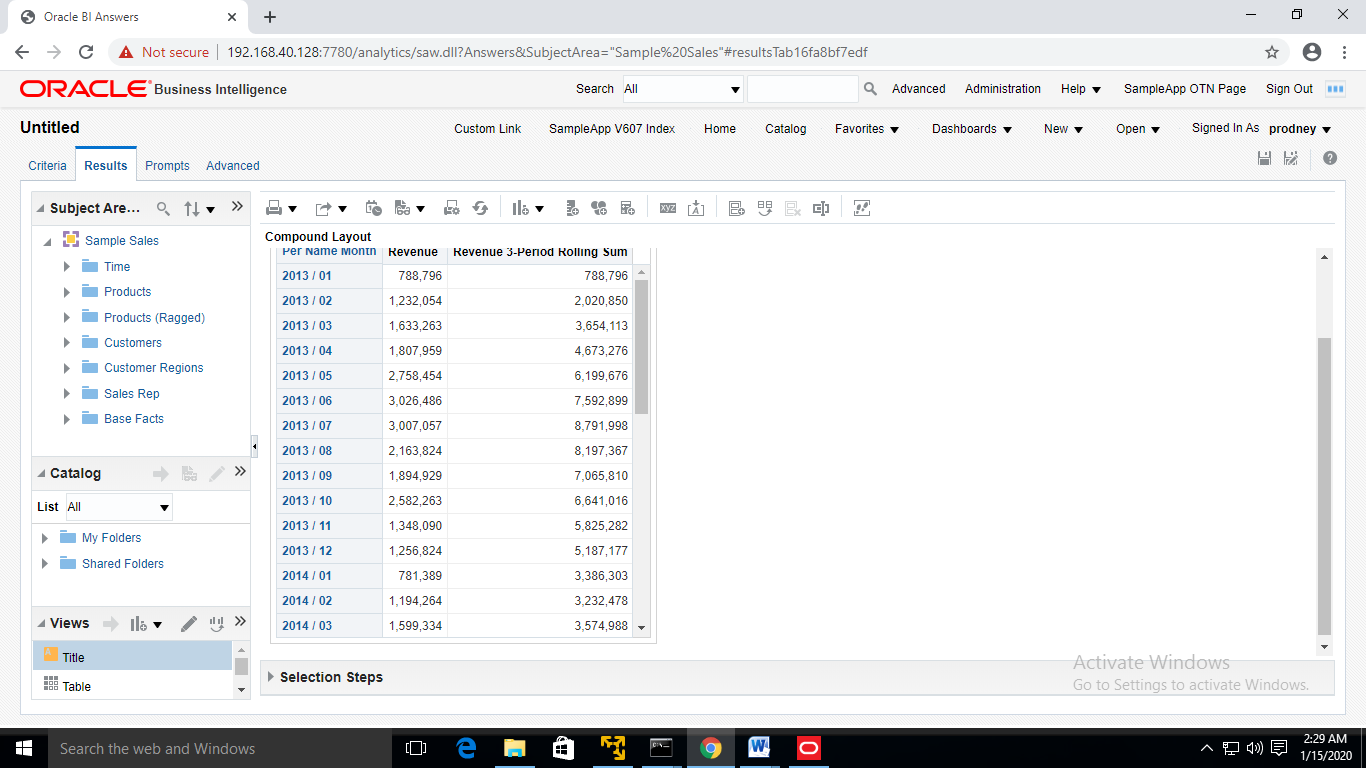 Oracle BI Answers
Not secure 192.168.40.128:7780/analytics/saw.dll?Answers&SubjectArea="Sample%20Sales"#resultsTab16fa8bf7edf
ORACLE Business Intelligence
Search All Advanced Administration Help SampleApp OTN Page Sign Out
Untitled
Custom Link SampleApp V607 Index Home Catalog Favorites Dashboards New Open Signed In As prodney
Criteria Results Prompts Advanced
Subject Are...
Sample Sales
Time
Products
Products (Ragged)
Customers
Customer Regions
Sales Rep
Base Facts
Catalog
List All
My Folders
Shared Folders
Views
Title
Table
xyz
Compound Layout
Per Name Month Revenue Revenue 3-Period Rolling Sum
2013 / 01 788,796 788,796
2013 / 02 1,232,054 2,020,850
2013 / 03 1,633,263 3,654,113
2013 / 04 1,807,959 4,673,276
2013 / 05 2,758,454 6,199,676
2013 / 06 3,026,486 7,592,899
2013 / 07 3,007,057 8,791,998
2013 / 08 2,163,824 8,197,367
2013 / 09 1,894,929 7,065,810
2013 / 10 2,582,263 6,641,016
2013 / 11 1,348,090 5,825,282
2013 / 12 1,256,824 5,187,177
2014 / 01 781,389 3,386,303
2014 / 02 1,194,264 3,232,478
2014 / 03 1,599,334 3,574,988
Selection Steps
Activate Windows
Go to Settings to activate Windows.
Search the web and Windows
2:29 AM
1/15/2020